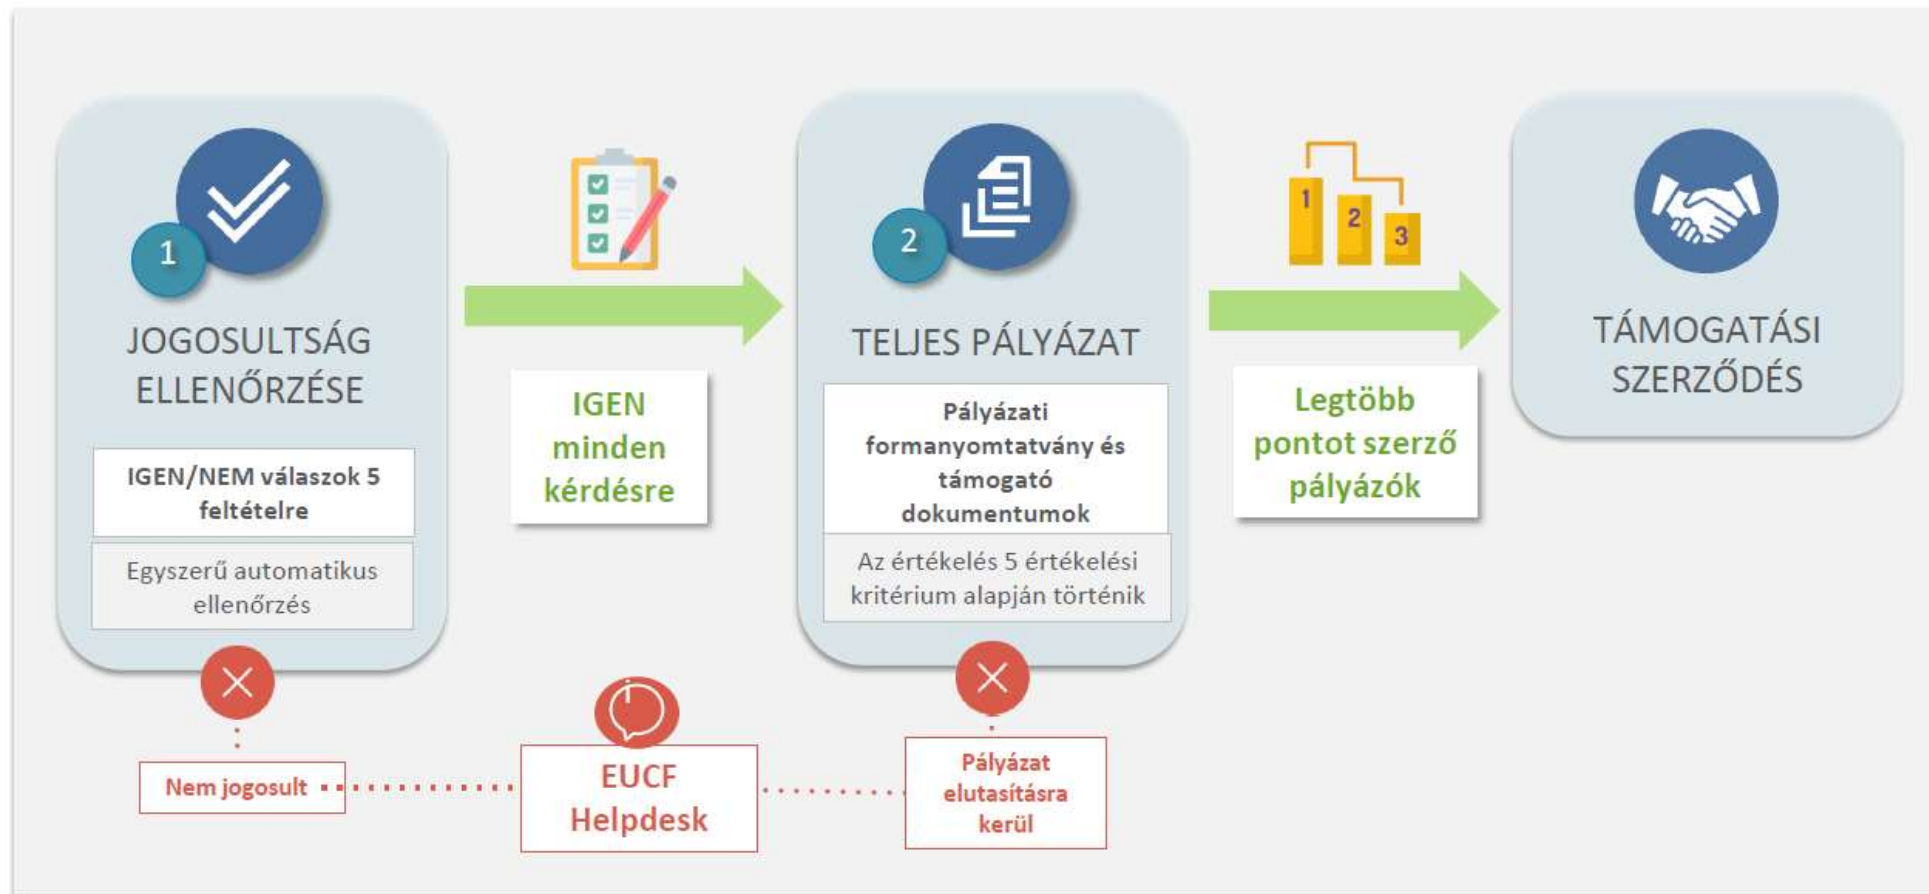 1
JOGOSULTSÁG
ELLENŐRZÉSE
IGEN/NEM válaszok 5
feltételre
Egyszerű automatikus
ellenőrzés
IGEN
minden
kérdésre
2
TELJES PÁLYÁZAT
Pályázati
formanyomtatvány és
támogató
dokumentumok
Az értékelés 5 értékelési
kritérium alapján történik
1
2
3
Legtöbb
pontot szerző
pályázók
TÁMOGATÁSI
SZERZŐDÉS
Nem jogosult
EUCF
Helpdesk
Pályázat
elutasításra
kerül